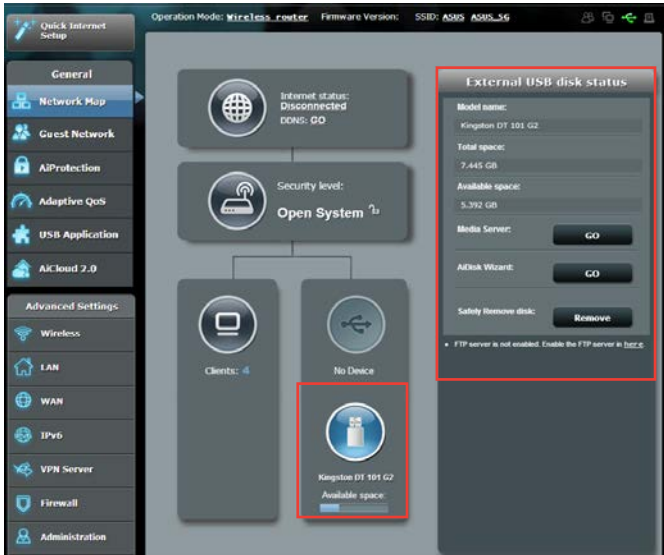 Quick Internet
Setup
Operation Mode: Wireless router Firmware Version: SSID: ASUS ASUS_5G
General
Network Map
Guest Network
AiProtection
Adaptive QoS
USB Application
AiCloud 2.0
Advanced Settings
Wireless
LAN
WAN
IPv6
VPN Server
Firewall
Administration
Internet status:
Disconnected
DDNS: GO
Security level:
Open System
Clients: 4
No Device
Kingston DT 101 G2
Available space:
External USB disk status
Model name:
Kingston DT 101 G2
Total space:
7.445 GB
Available space:
5.392 GB
Media Server: GO
AiDisk Wizard: GO
Safely Remove disk: Remove
• FTP server is not enabled. Enable the FTP server in here.